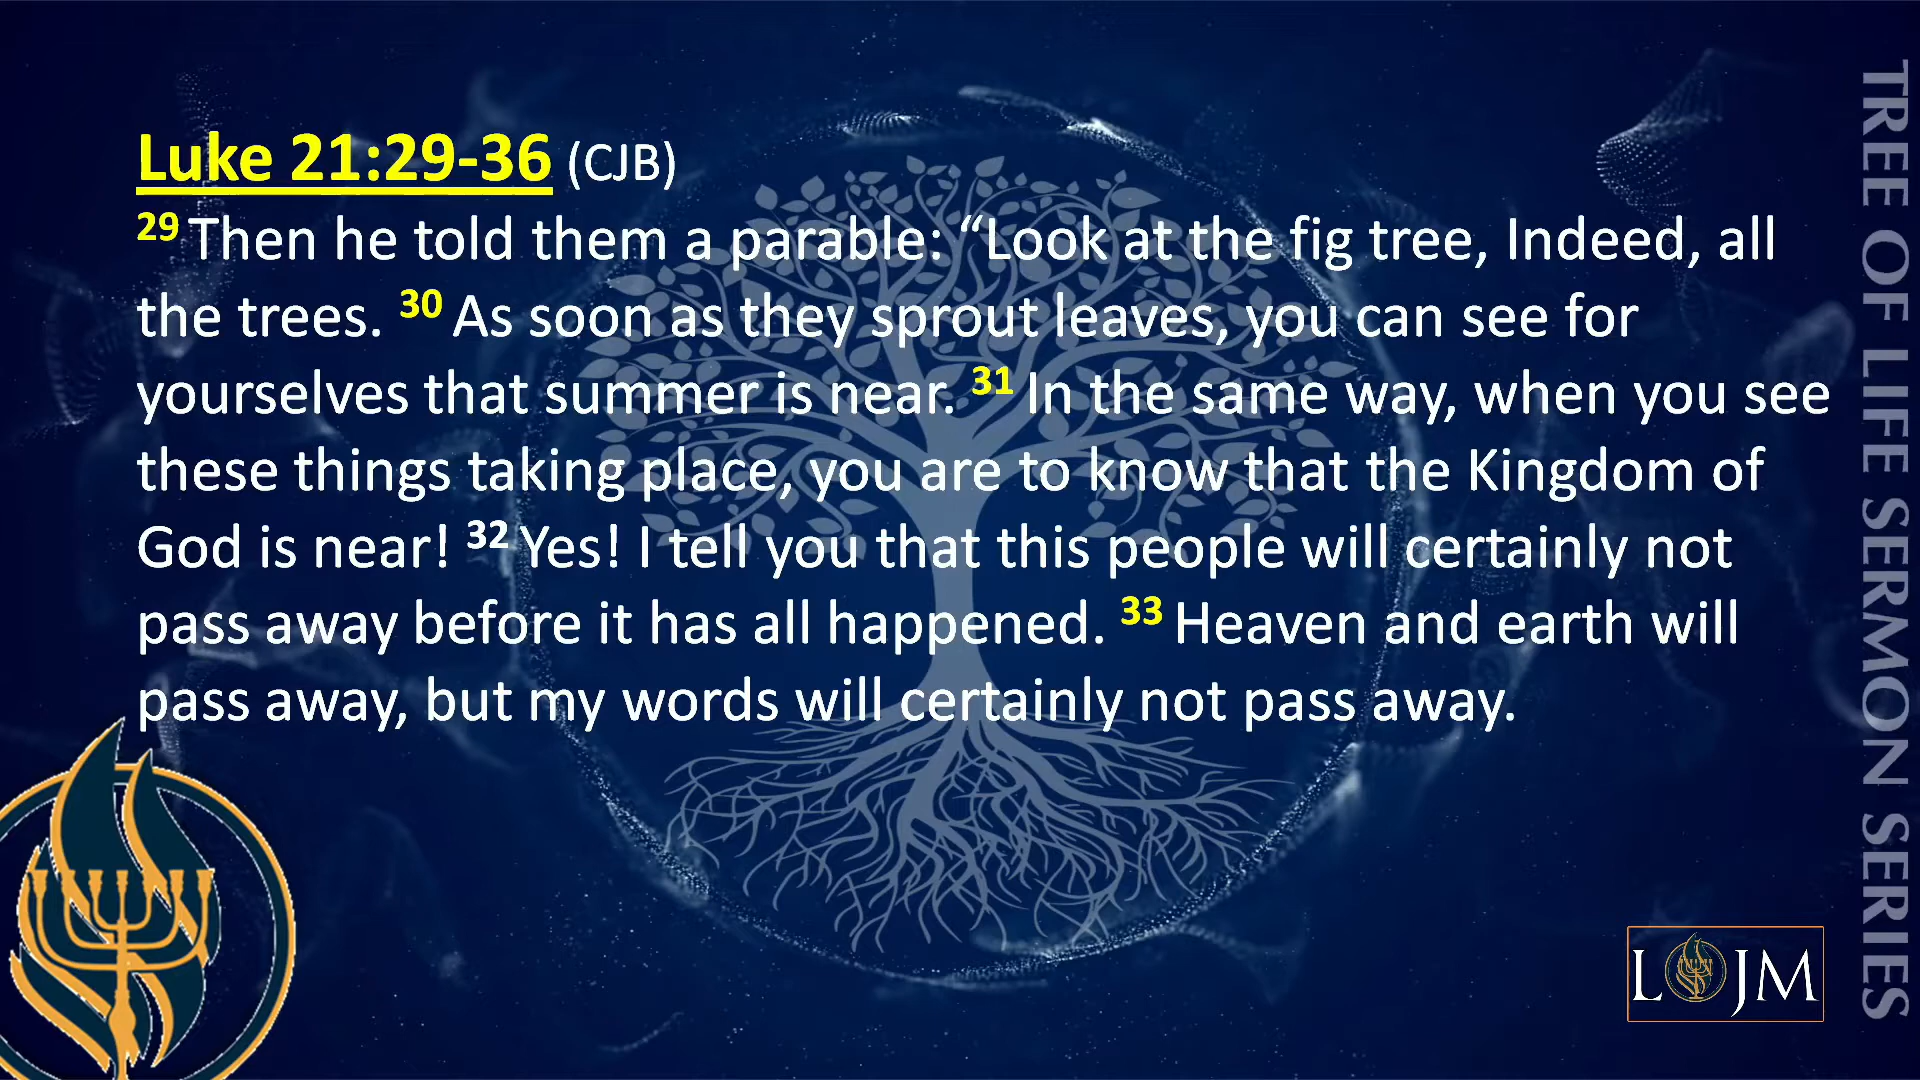 Luke 21:29-36 (CJB)
29 Then he told them a parable: “Look at the fig tree, Indeed, all
the trees. 30 As soon as they sprout leaves, you can see for
yourselves that summer is near. 31 In the same way, when you see
these things taking place, you are to know that the Kingdom of
God is near! 32 Yes! I tell you that this people will certainly not
pass away before it has all happened. 33 Heaven and earth will
pass away, but my words will certainly not pass away.
TREE OF LIFE SERMON SERIES
L JM